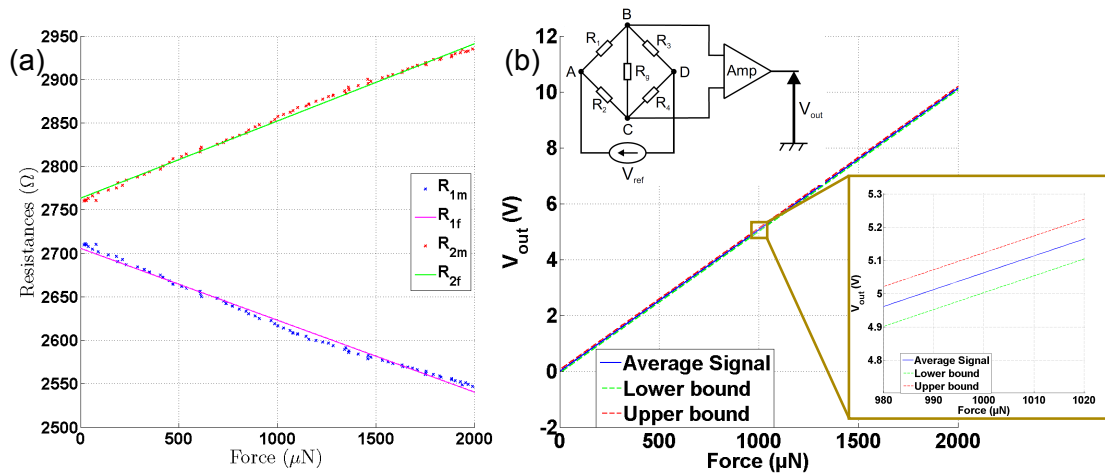 (a)
2950
2900
2850
2800
2750
2700
2650
2600
2550
2500
Resistances (Ω)
0 500 1000 1500 2000
Force (μN)
R1m
R1f
R2m
R2f
(b)
12
10
8
6
4
2
0
-2
Vout (V)
0 500 1000 1500 2000
Force (μN)
B
R1
R3
A
Rg
D
R2
R4
C
Vref
Amp
Vout
Average Signal
Lower bound
Upper bound
5.3
5.2
5.1
5
4.9
4.8
Vout (V)
980 990 1000 1010 1020
Force (μN)
Average Signal
Lower bound
Upper bound